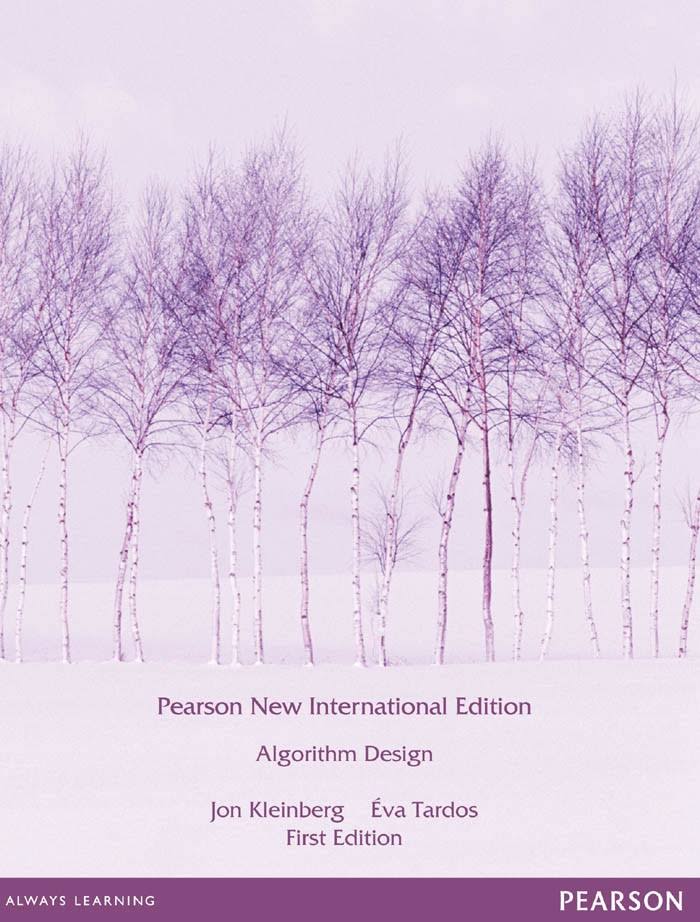 Pearson New International Edition
Algorithm Design
Jon Kleinberg Éva Tardos
First Edition
ALWAYS LEARNING
PEARSON